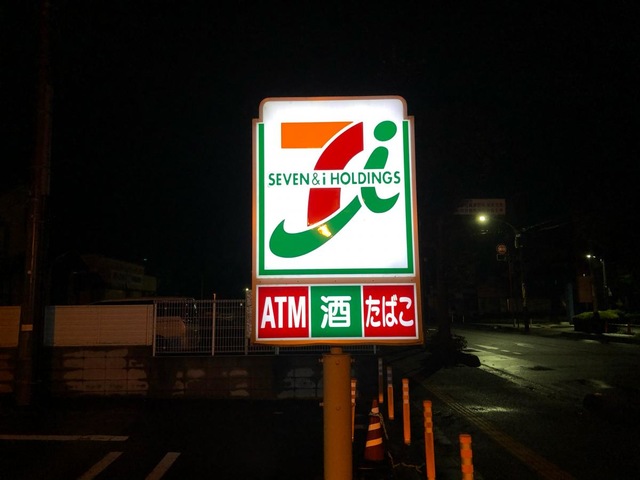 SEVEN&i HOLDINGS
ATM 酒 たばこ